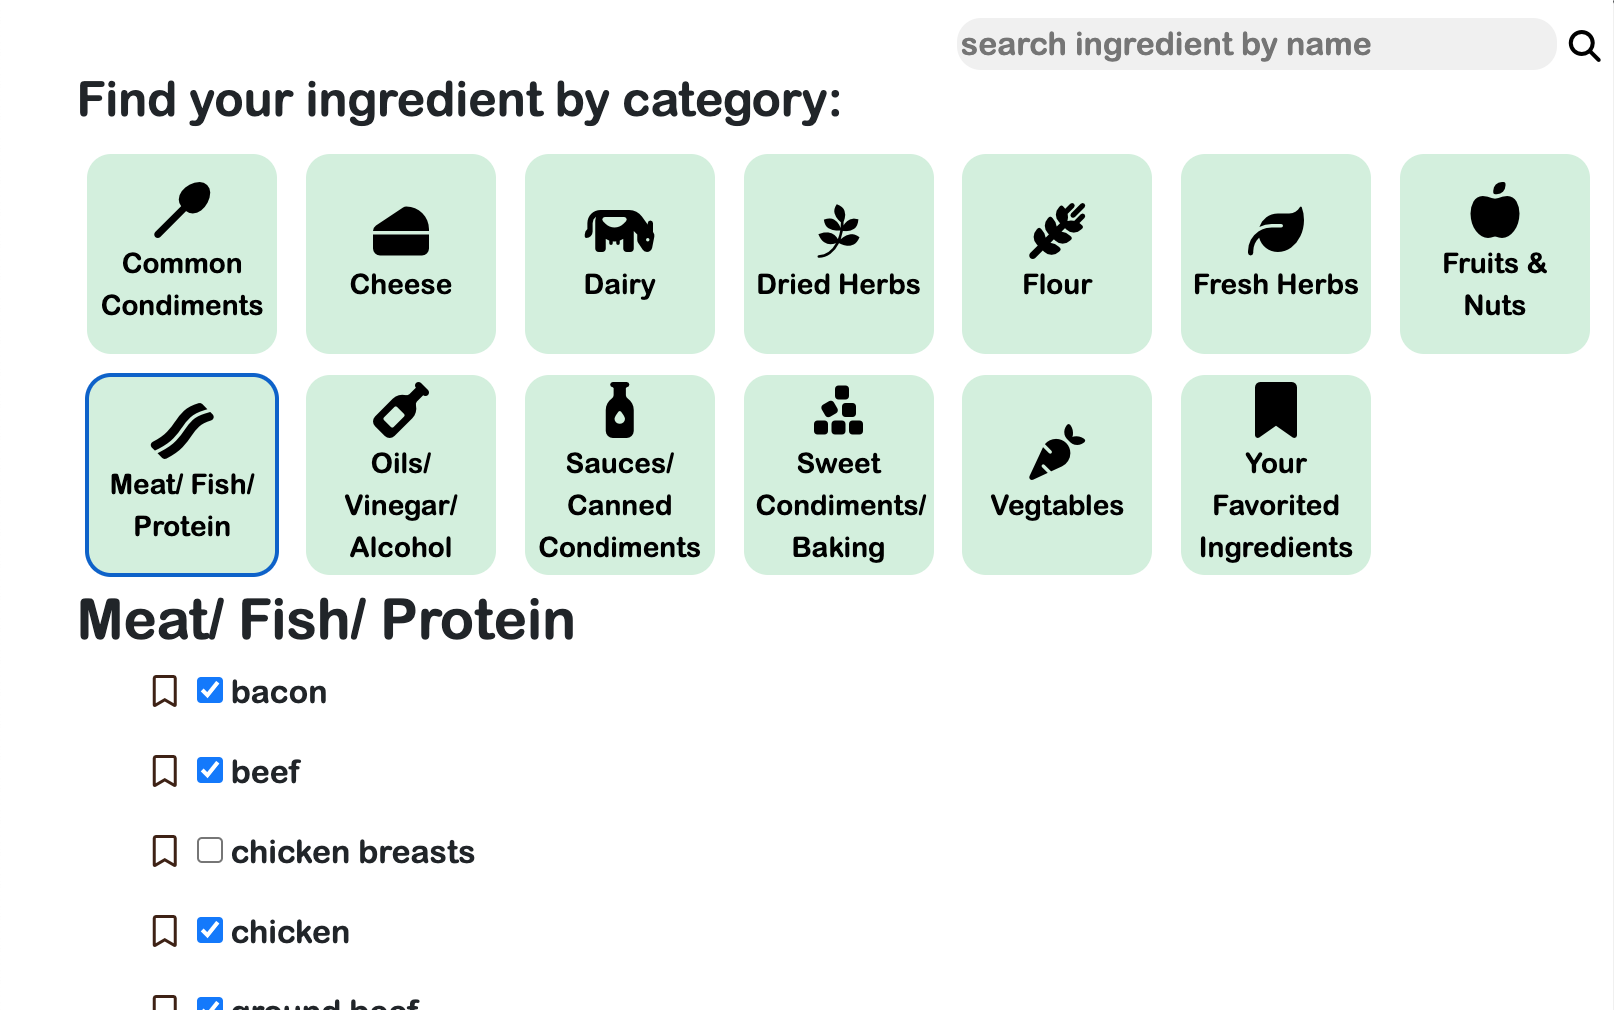 search ingredient by name
Find your ingredient by category:
Common
Condiments
Cheese
Dairy
Dried Herbs
Flour
Fresh Herbs
Fruits &
Nuts
Meat/ Fish/
Protein
Oils/
Vinegar/
Alcohol
Sauces/
Canned
Condiments
Sweet
Condiments/
Baking
Vegtables
Your
Favorited
Ingredients
Meat/ Fish/ Protein
bacon
beef
chicken breasts
chicken
ground beef